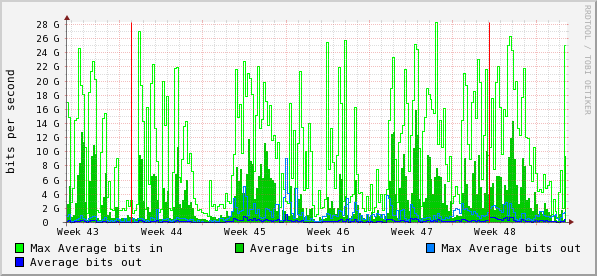 28 G
26 G
24 G
22 G
20 G
18 G
16 G
14 G
12 G
10 G
8 G
6 G
4 G
2 G
0
bits per second
Week 43 Week 44 Week 45 Week 46 Week 47 Week 48
Max Average bits in Average bits in Max Average bits out
Average bits out
RRDTOOL / TOBI OETIKER